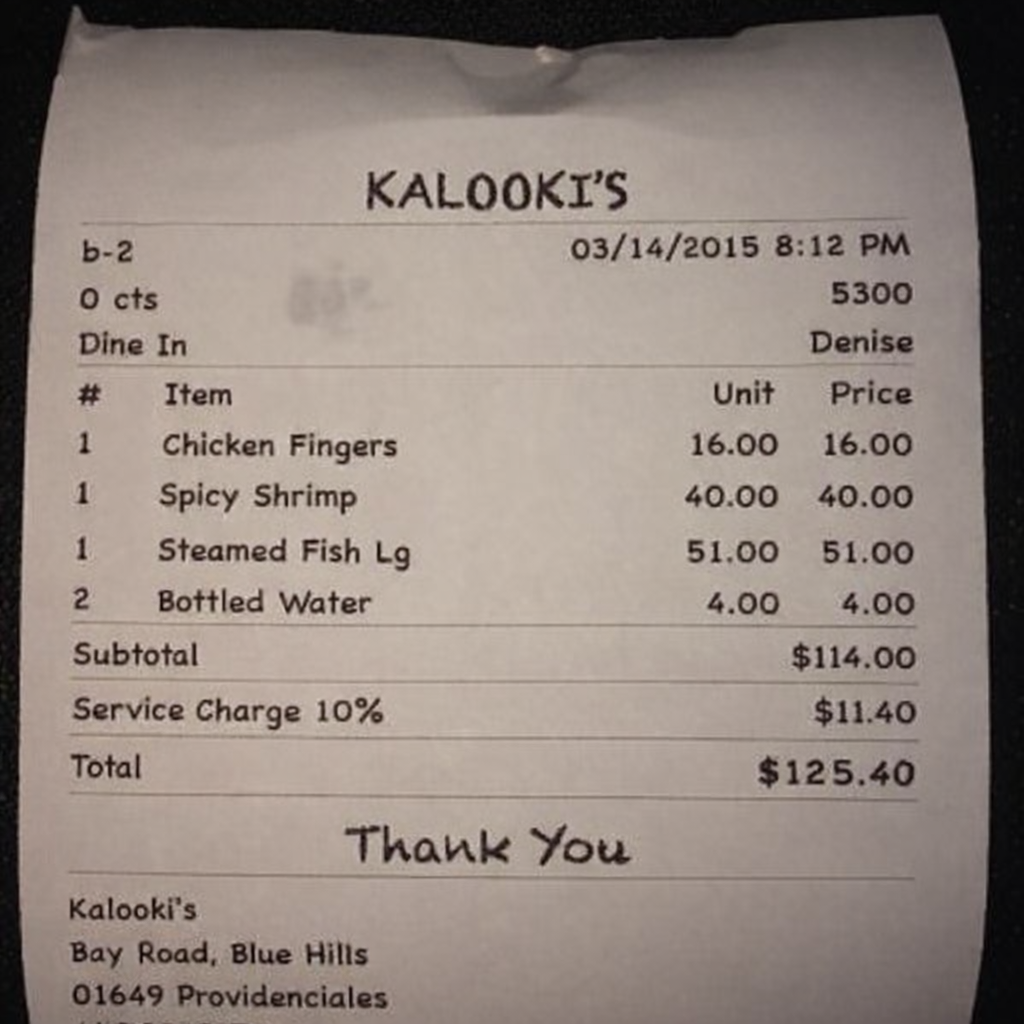 KALOOKI'S
b-2 03/14/2015 8:12 PM
0 cts 5300
Dine In Denise
# Item Unit Price
1 Chicken Fingers 16.00 16.00
1 Spicy Shrimp 40.00 40.00
1 Steamed Fish Lg 51.00 51.00
2 Bottled Water 4.00 4.00
Subtotal $114.00
Service Charge 10% $11.40
Total $125.40
Thank You
Kalooki's
Bay Road, Blue Hills
01649 Providenciales